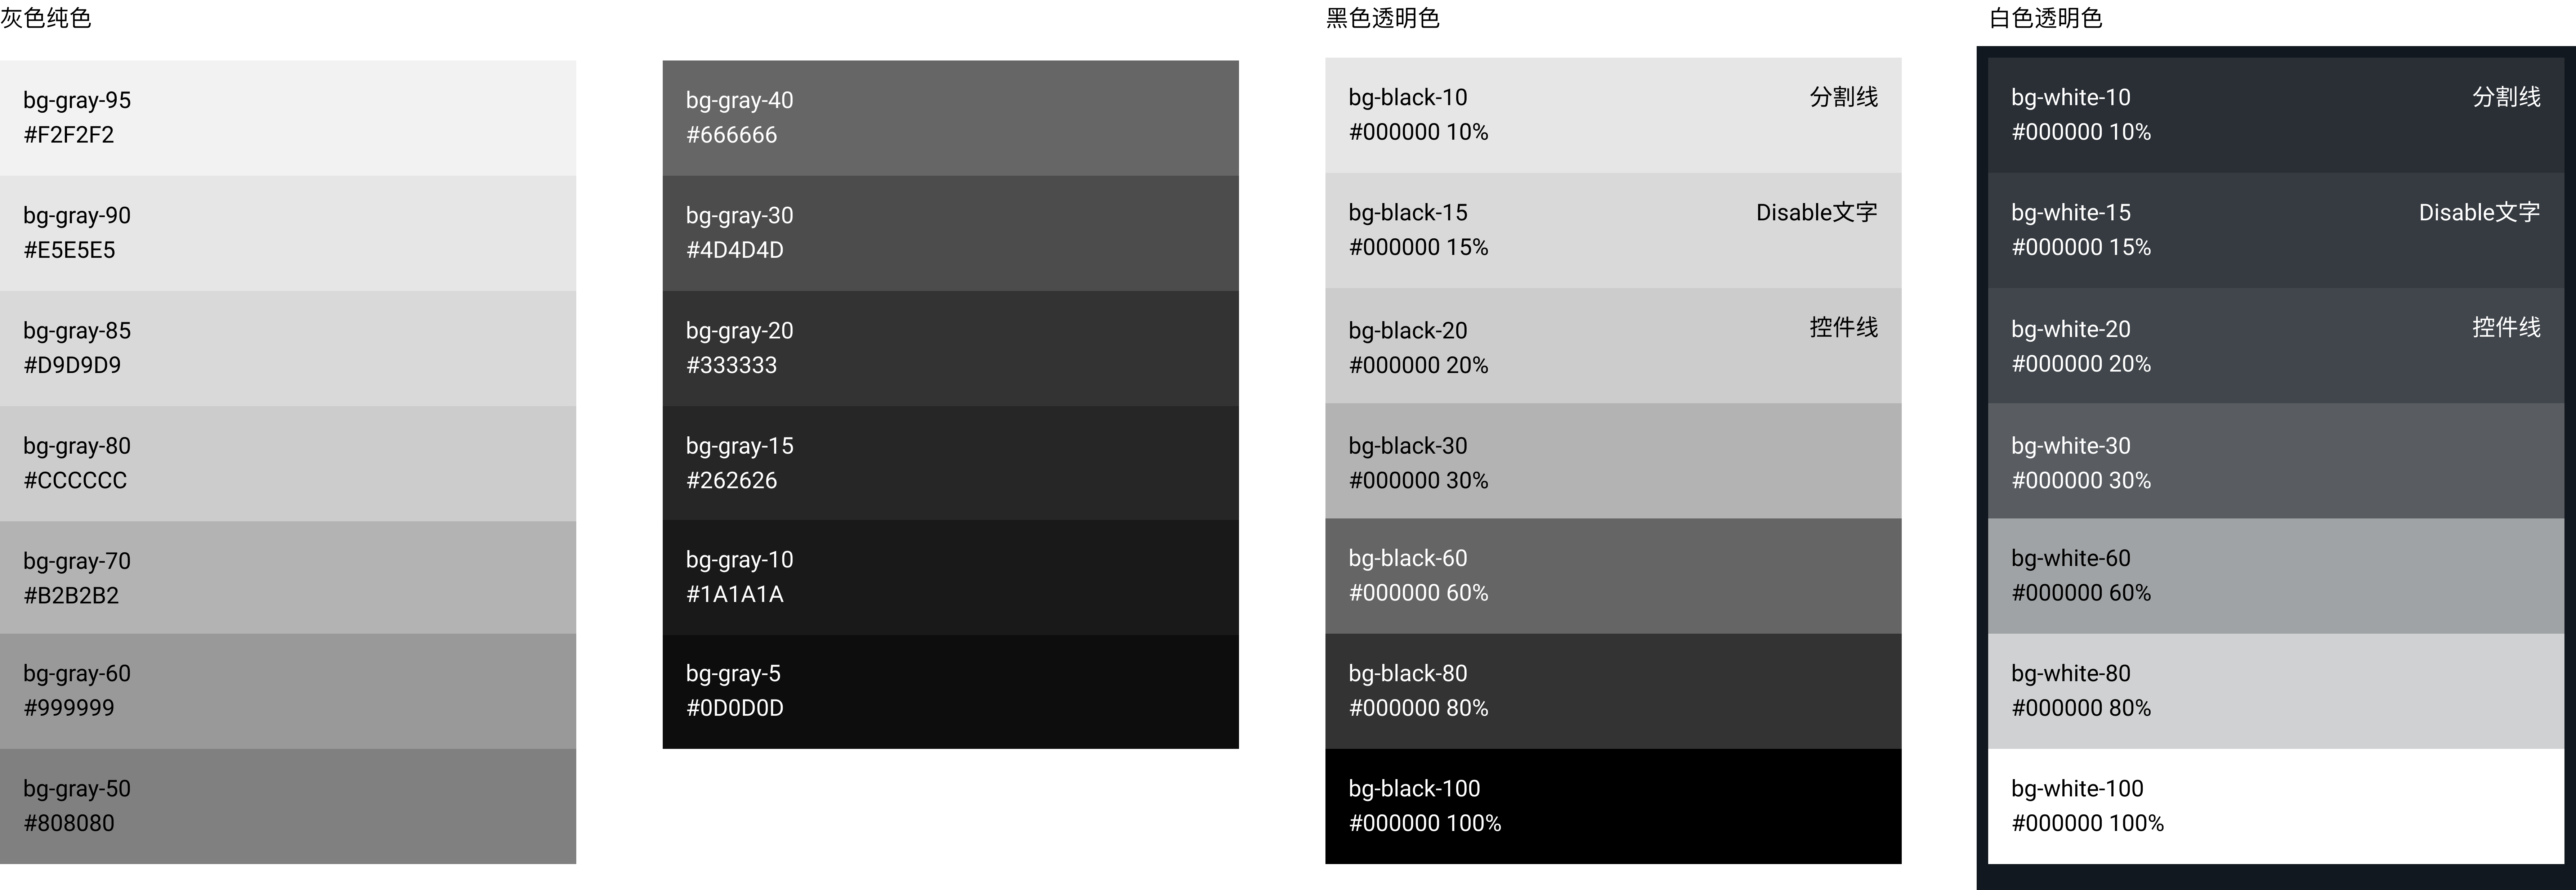 灰色纯色
bg-gray-95
#F2F2F2
bg-gray-90
#E5E5E5
bg-gray-85
#D9D9D9
bg-gray-80
#CCCCCC
bg-gray-70
#B2B2B2
bg-gray-60
#999999
bg-gray-50
#808080
bg-gray-40
#666666
bg-gray-30
#4D4D4D
bg-gray-20
#333333
bg-gray-15
#262626
bg-gray-10
#1A1A1A
bg-gray-5
#0D0D0D
黑色透明色
bg-black-10 分割线
#000000 10%
bg-black-15 Disable文字
#000000 15%
bg-black-20 控件线
#000000 20%
bg-black-30
#000000 30%
bg-black-60
#000000 60%
bg-black-80
#000000 80%
bg-black-100
#000000 100%
白色透明色
bg-white-10 分割线
#000000 10%
bg-white-15 Disable文字
#000000 15%
bg-white-20 控件线
#000000 20%
bg-white-30
#000000 30%
bg-white-60
#000000 60%
bg-white-80
#000000 80%
bg-white-100
#000000 100%